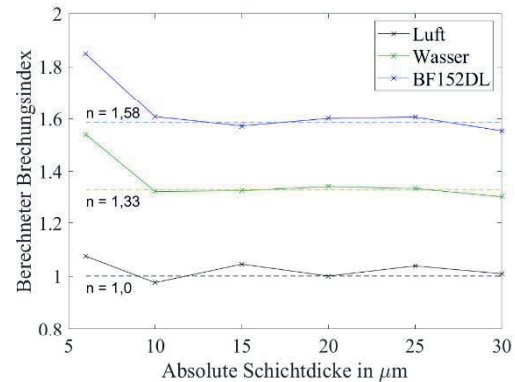 Berechneter Brechungsindex
2
1.8
1.6
1.4
1.2
1
0.8
Luft
Wasser
BF152DL
n = 1,58
n = 1,33
n = 1,0
5
10
15
20
25
30
Absolute Schichtdicke in μm